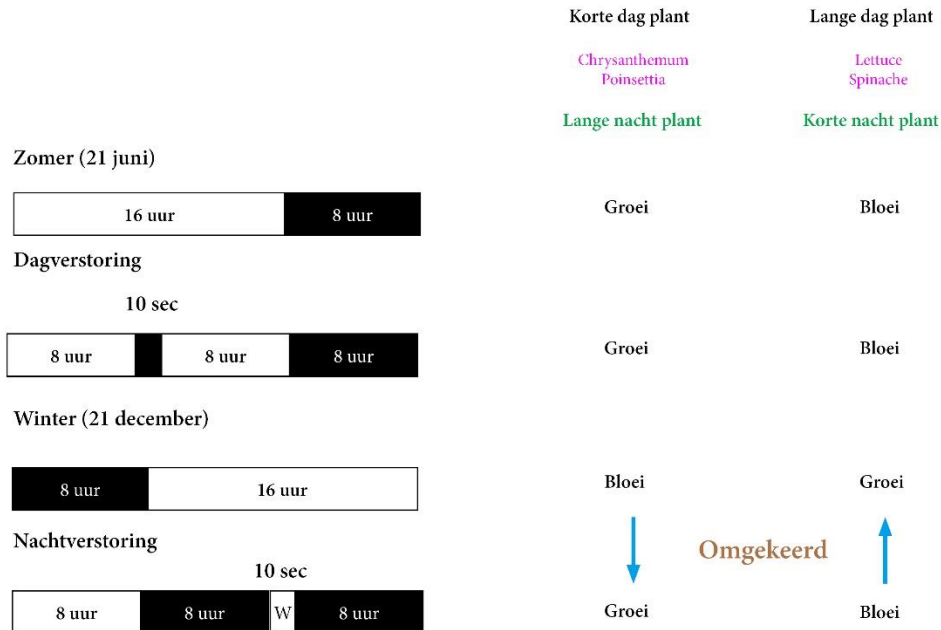 Korte dag plant
Lange dag plant
Chrysanthemum
Poinsettia
Lettuce
Spinache
Lange nacht plant
Korte nacht plant
Zomer (21 juni)
16 uur
8 uur
Groei
Bloei
Dagverstoring
10 sec
8 uur
8 uur
8 uur
Groei
Bloei
Winter (21 december)
8 uur
16 uur
Bloei
Groei
Nachtverstoring
Omgekeerd
10 sec
8 uur
8 uur
W
8 uur
Groei
Bloei